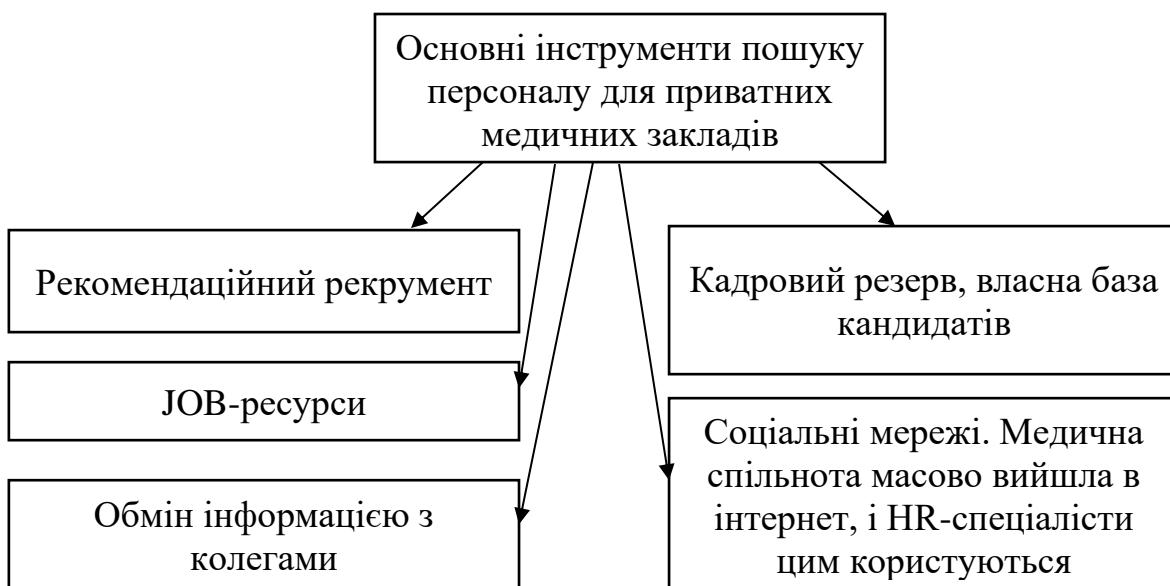 Основні інструменти пошуку
персоналу для приватних
медичних закладів
Рекомендаційний рекрумент
JOB-ресурси
Обмін інформацією з
колегами
Кадровий резерв, власна база
кандидатів
Соціальні мережі. Медична
спільнота масово вийшла в
інтернет, і HR-спеціалісти
цим користуються